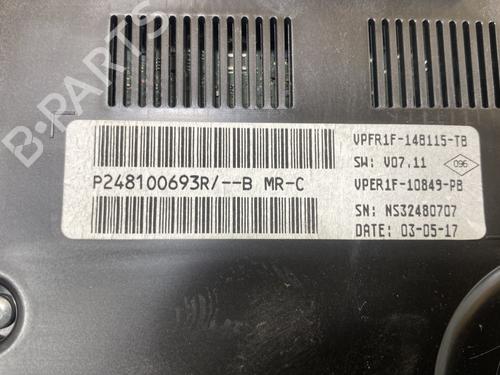 B-PARTS
VPFR1F-14B115-TB
SW: V07.11
096
P248100693R/--B MR-C
VPER1F-10849-PB
SN: NS32480707
DATE: 03-05-17